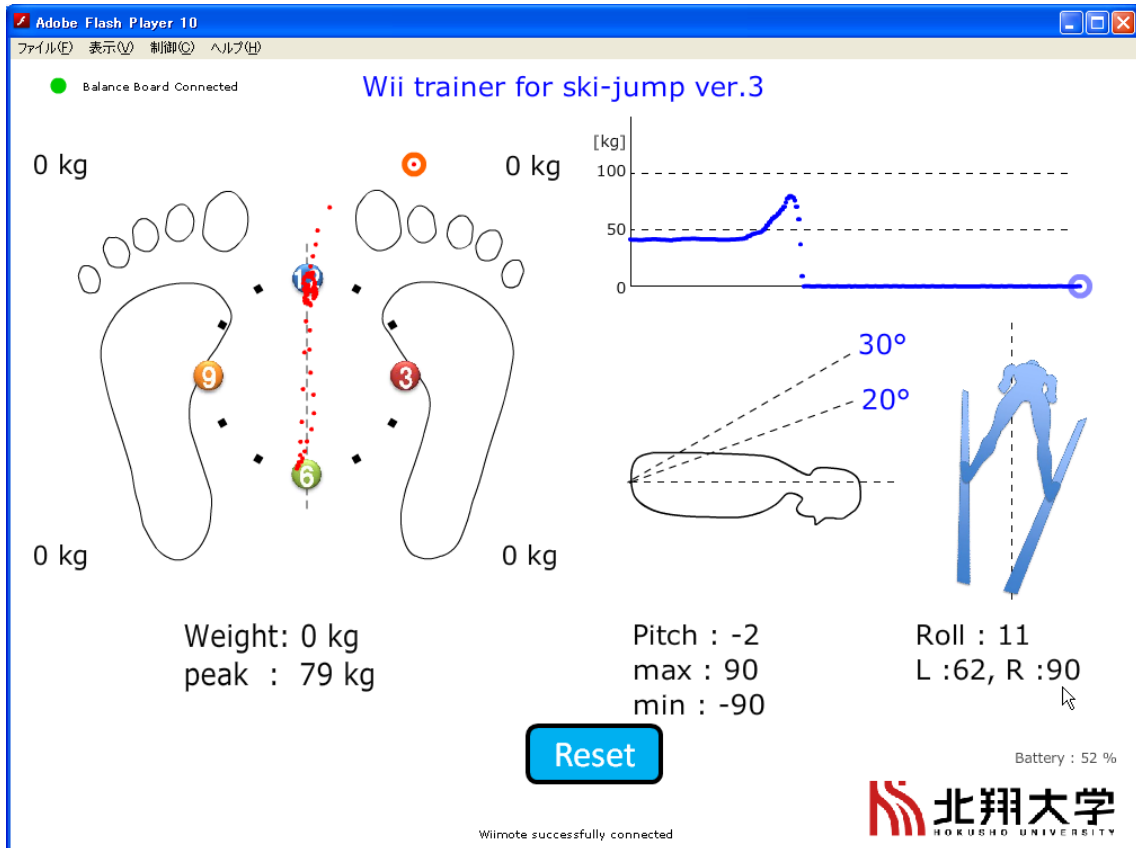 Adobe Flash Player 10
ファイル(F) 表示(V) 制御(C) ヘルプ(H)
Balance Board Connected
Wii trainer for ski-jump ver.3
0 kg
0 kg
[kg]
100
50
0
12
9
3
6
30°
20°
0 kg
0 kg
Weight: 0 kg
peak : 79 kg
Pitch : -2
max : 90
min : -90
Roll : 11
L :62, R :90
Reset
Battery : 52 %
北翔大学
HOKUSHO UNIVERSITY
Wiimote successfully connected